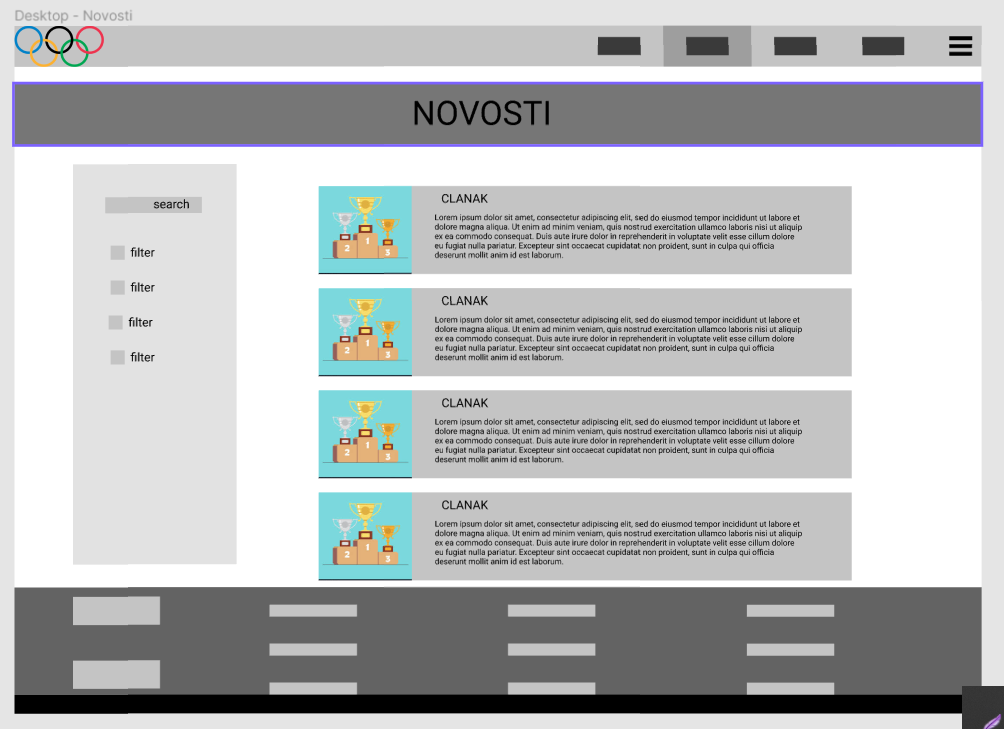 Desktop - Novosti
NOVOSTI
search
filter
filter
filter
filter
CLANAK
Lorem ipsum dolor sit amet, consectetur adipiscing elit, sed do eiusmod tempor incididunt ut labore et
dolore magna aliqua. Ut enim ad minim veniam, quis nostrud exercitation ullamco laboris nisi ut aliquip
ex ea commodo consequat. Duis aute irure dolor in reprehenderit in voluptate velit esse cillum dolore
eu fugiat nulla pariatur. Excepteur sint occaecat cupidatat non proident, sunt in culpa qui officia
deserunt mollit anim id est laborum.
1
2
3
CLANAK
Lorem ipsum dolor sit amet, consectetur adipiscing elit, sed do eiusmod tempor incididunt ut labore et
dolore magna aliqua. Ut enim ad minim veniam, quis nostrud exercitation ullamco laboris nisi ut aliquip
ex ea commodo consequat. Duis aute irure dolor in reprehenderit in voluptate velit esse cillum dolore
eu fugiat nulla pariatur. Excepteur sint occaecat cupidatat non proident, sunt in culpa qui officia
deserunt mollit anim id est laborum.
1
2
3
CLANAK
Lorem ipsum dolor sit amet, consectetur adipiscing elit, sed do eiusmod tempor incididunt ut labore et
dolore magna aliqua. Ut enim ad minim veniam, quis nostrud exercitation ullamco laboris nisi ut aliquip
ex ea commodo consequat. Duis aute irure dolor in reprehenderit in voluptate velit esse cillum dolore
eu fugiat nulla pariatur. Excepteur sint occaecat cupidatat non proident, sunt in culpa qui officia
deserunt mollit anim id est laborum.
1
2
3
CLANAK
Lorem ipsum dolor sit amet, consectetur adipiscing elit, sed do eiusmod tempor incididunt ut labore et
dolore magna aliqua. Ut enim ad minim veniam, quis nostrud exercitation ullamco laboris nisi ut aliquip
ex ea commodo consequat. Duis aute irure dolor in reprehenderit in voluptate velit esse cillum dolore
eu fugiat nulla pariatur. Excepteur sint occaecat cupidatat non proident, sunt in culpa qui officia
deserunt mollit anim id est laborum.
1
2
3